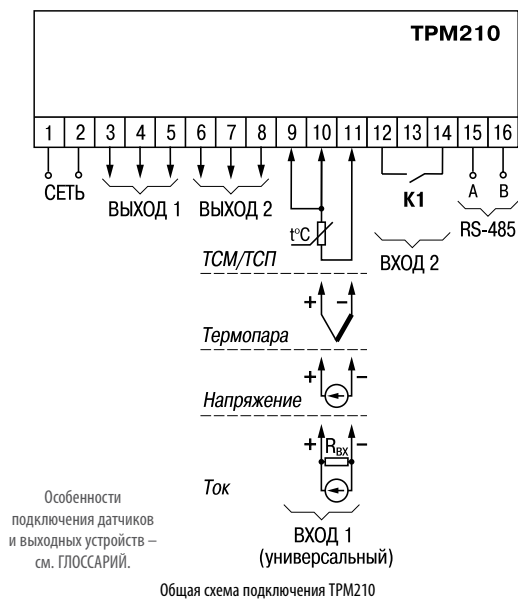 ТРМ210
1 2 3 4 5 6 7 8 9 10 11 12 13 14 15 16
СЕТЬ
ВЫХОД 1
ВЫХОД 2
t°C
К1
A
B
RS-485
ВХОД 2
ТСМ/ТСП
+ –
Термопара
+ –
Напряжение
+ –
Rвх
Ток
ВХОД 1
(универсальный)
Особенности
подключения датчиков
и выходных устройств –
см. ГЛОССАРИЙ.
Общая схема подключения ТРМ210